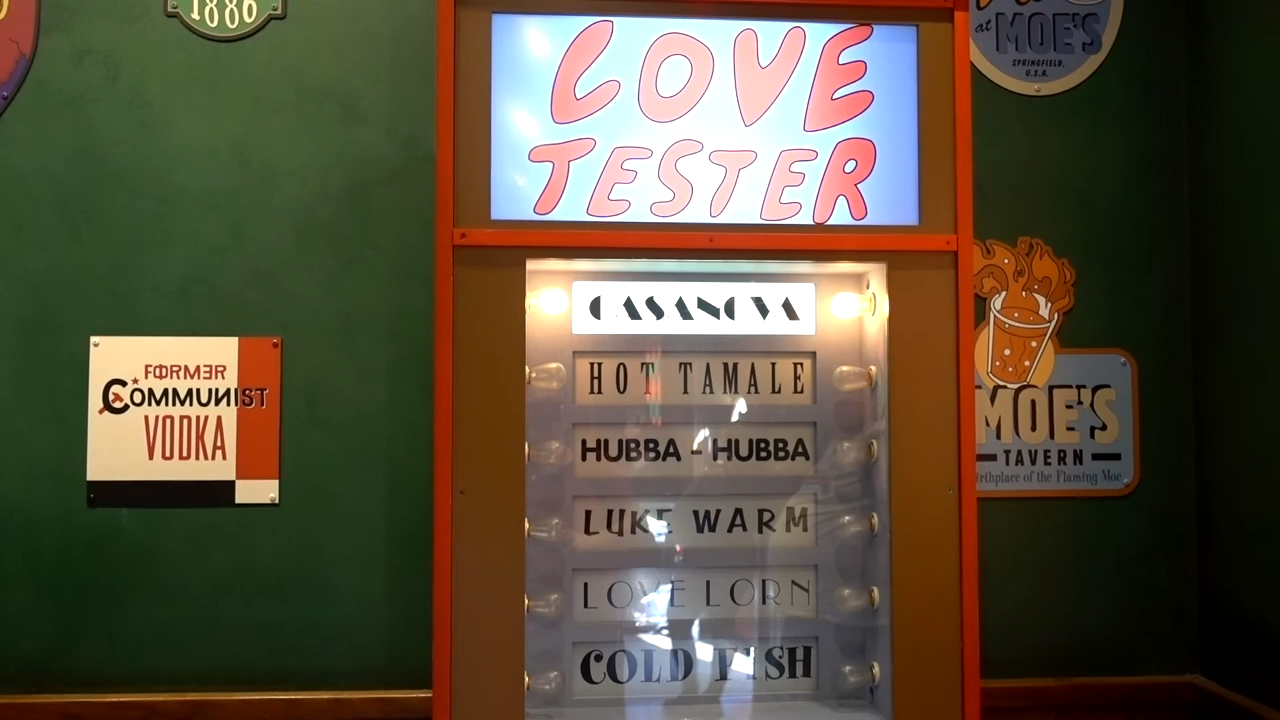 1886
at MOE'S
SPRINGFIELD,
U.S.A.
LOVE
TESTER
CASANOVA
HOT TAMALE
HUBBA - HUBBA
LUKE WARM
LOVE LORN
COLD FISH
FORMER
COMMUNIST
VODKA
MOE'S
TAVERN
Birthplace of the Flaming Moe